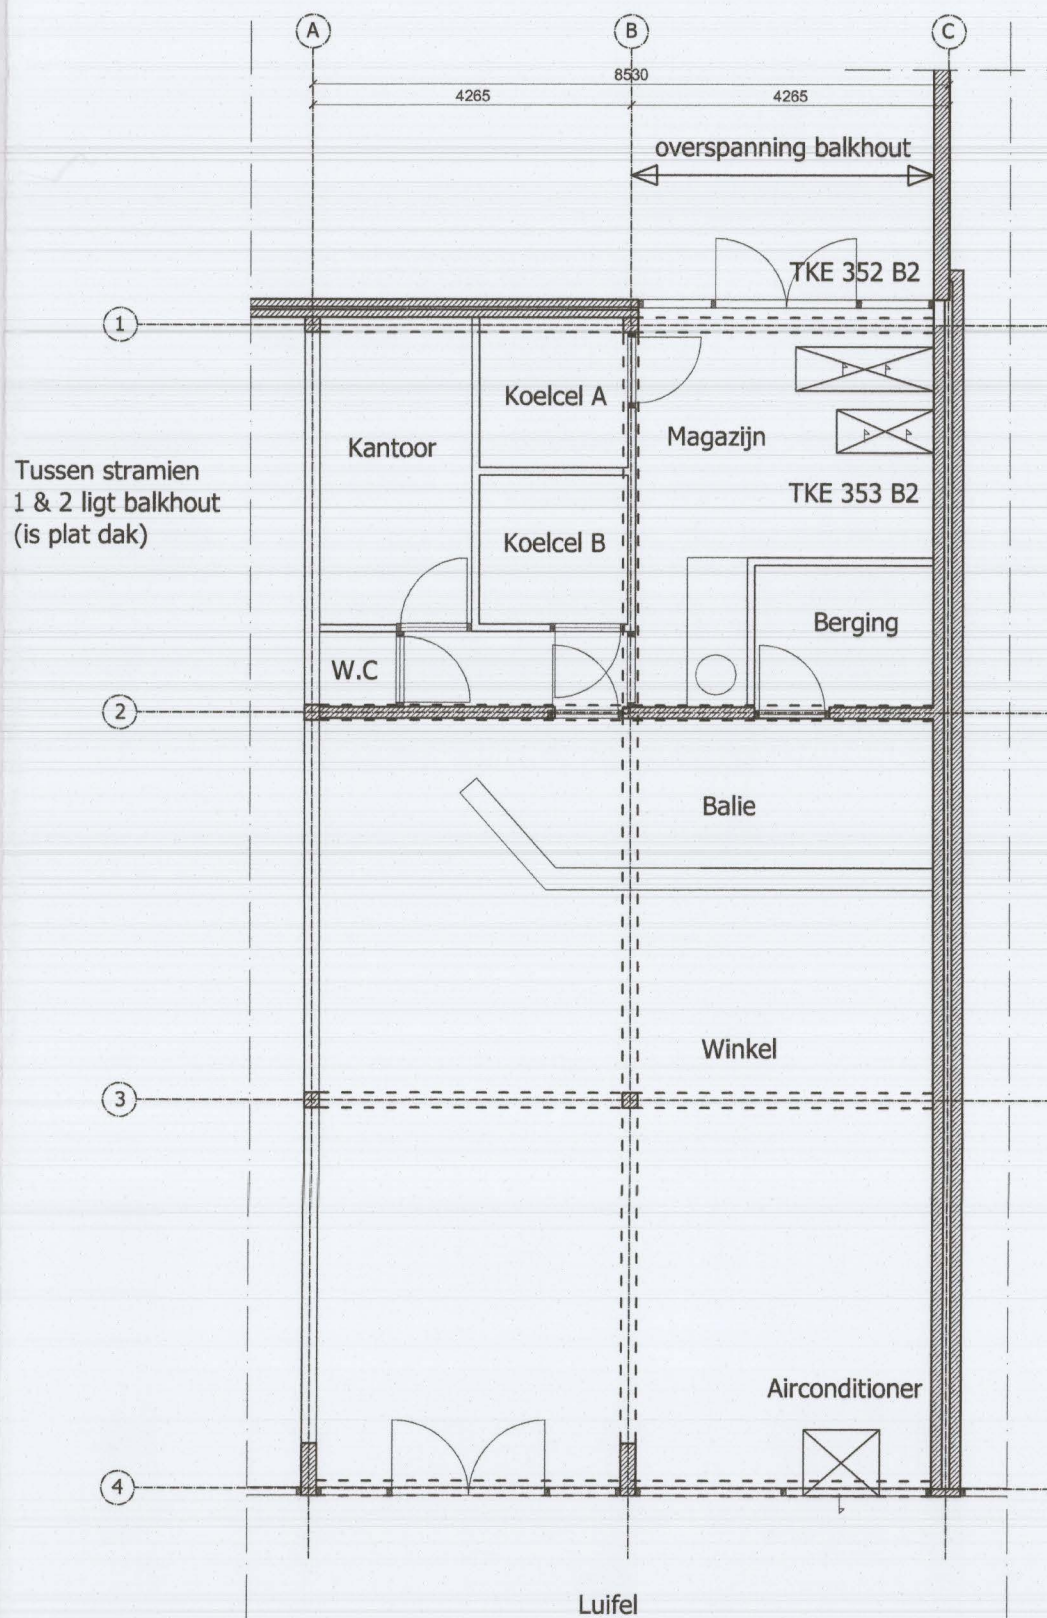 A
B
C
8530
4265
4265
overspanning balkhout
TKE 352 B2
1
Koelcel A
Kantoor
Magazijn
Tussen stramien
1 & 2 ligt balkhout
(is plat dak)
TKE 353 B2
Koelcel B
Berging
W.C
2
Balie
Winkel
3
Airconditioner
4
Luifel